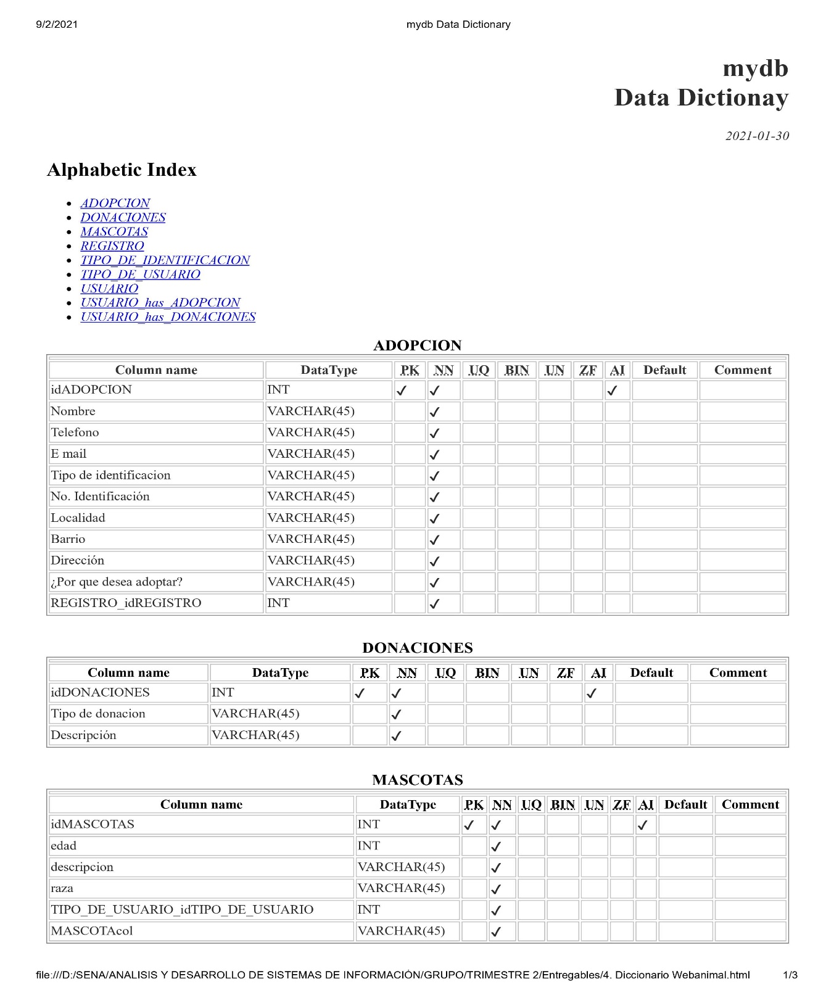 9/2/2021 mydb Data Dictionary
mydb
Data Dictionay
2021-01-30
Alphabetic Index
• ADOPCION
• DONACIONES
• MASCOTAS
• REGISTRO
• TIPO_DE_IDENTIFICACION
• TIPO_DE_USUARIO
• USUARIO
• USUARIO_has_ADOPCION
• USUARIO_has_DONACIONES
ADOPCION
Column name DataType PK NN UQ BIN UN ZF AI Default Comment
idADOPCION INT ✓ ✓ ✓
Nombre VARCHAR(45) ✓
Telefono VARCHAR(45) ✓
E mail VARCHAR(45) ✓
Tipo de identificacion VARCHAR(45) ✓
No. Identificación VARCHAR(45) ✓
Localidad VARCHAR(45) ✓
Barrio VARCHAR(45) ✓
Dirección VARCHAR(45) ✓
¿Por que desea adoptar? VARCHAR(45) ✓
REGISTRO_idREGISTRO INT ✓
DONACIONES
Column name DataType PK NN UQ BIN UN ZF AI Default Comment
idDONACIONES INT ✓ ✓ ✓
Tipo de donacion VARCHAR(45) ✓
Descripción VARCHAR(45) ✓
MASCOTAS
Column name DataType PK NN UQ BIN UN ZF AI Default Comment
idMASCOTAS INT ✓ ✓ ✓
edad INT ✓
descripcion VARCHAR(45) ✓
raza VARCHAR(45) ✓
TIPO_DE_USUARIO_idTIPO_DE_USUARIO INT ✓
MASCOTAcol VARCHAR(45) ✓
file:///D:/SENA/ANALISIS Y DESARROLLO DE SISTEMAS DE INFORMACIÓN/GRUPO/TRIMESTRE 2/Entregables/4. Diccionario Webanimal.html 1/3